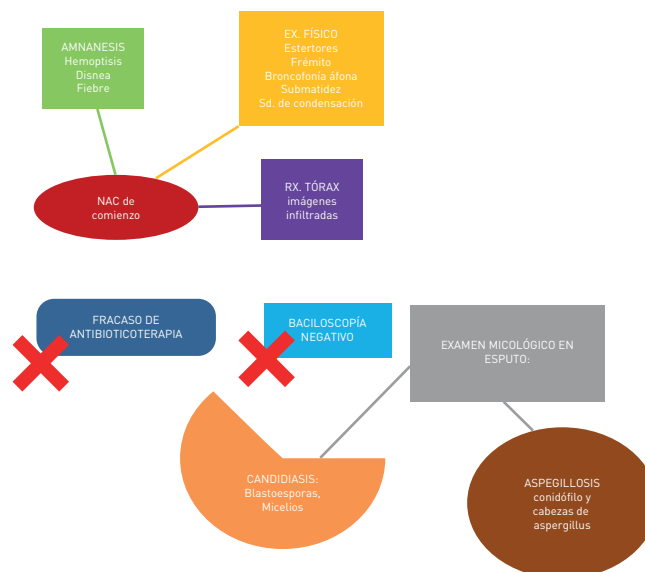 AMNANESIS
Hemoptisis
Disnea
Fiebre
EX. FÍSICO
Estertores
Frémito
Broncofonía áfona
Submatidez
Sd. de condensación
NAC de
comienzo
RX. TÓRAX
imágenes
infiltradas
FRACASO DE
ANTIBIOTICOTERAPIA
BACILOSCOPÍA
NEGATIVO
EXAMEN MICOLÓGICO EN
ESPUTO:
CANDIDIASIS:
Blastoesporas,
Micelios
ASPEGILLOSIS
conidófilo y
cabezas de
aspergillus